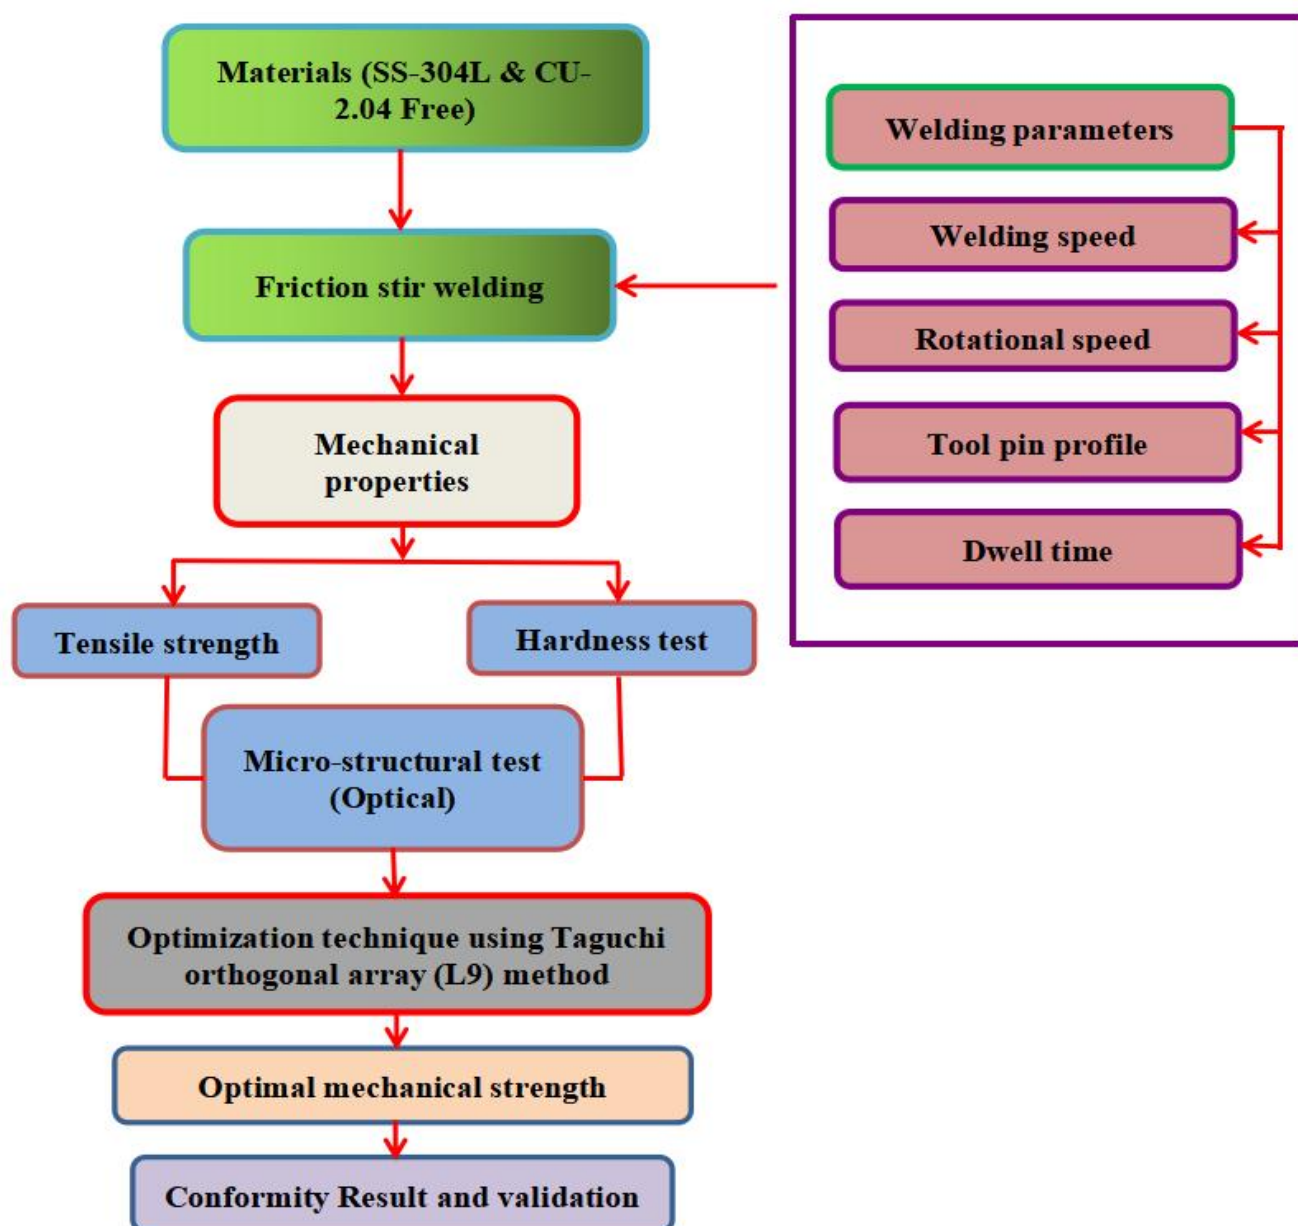 Materials (SS-304L & CU-
2.04 Free)
Friction stir welding
Mechanical
properties
Tensile strength
Hardness test
Micro-structural test
(Optical)
Optimization technique using Taguchi
orthogonal array (L9) method
Optimal mechanical strength
Conformity Result and validation
Welding parameters
Welding speed
Rotational speed
Tool pin profile
Dwell time